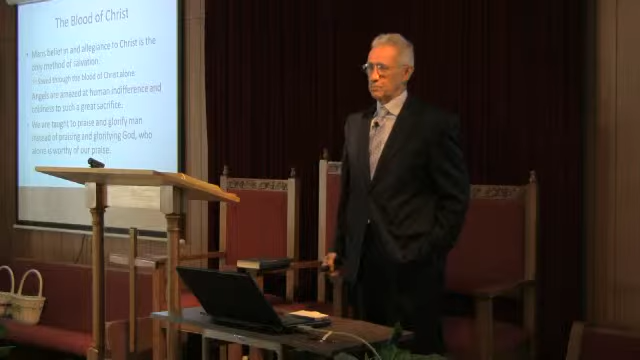 The Blood of Christ
Mans belief in and allegiance to Christ is the
only method of salvation.
Saved through the blood of Christ alone.
Angels are amazed at human indifference and
coldness to such a great sacrifice.
We are taught to praise and glorify man
instead of praising and glorifying God, who
alone is worthy of our praise.